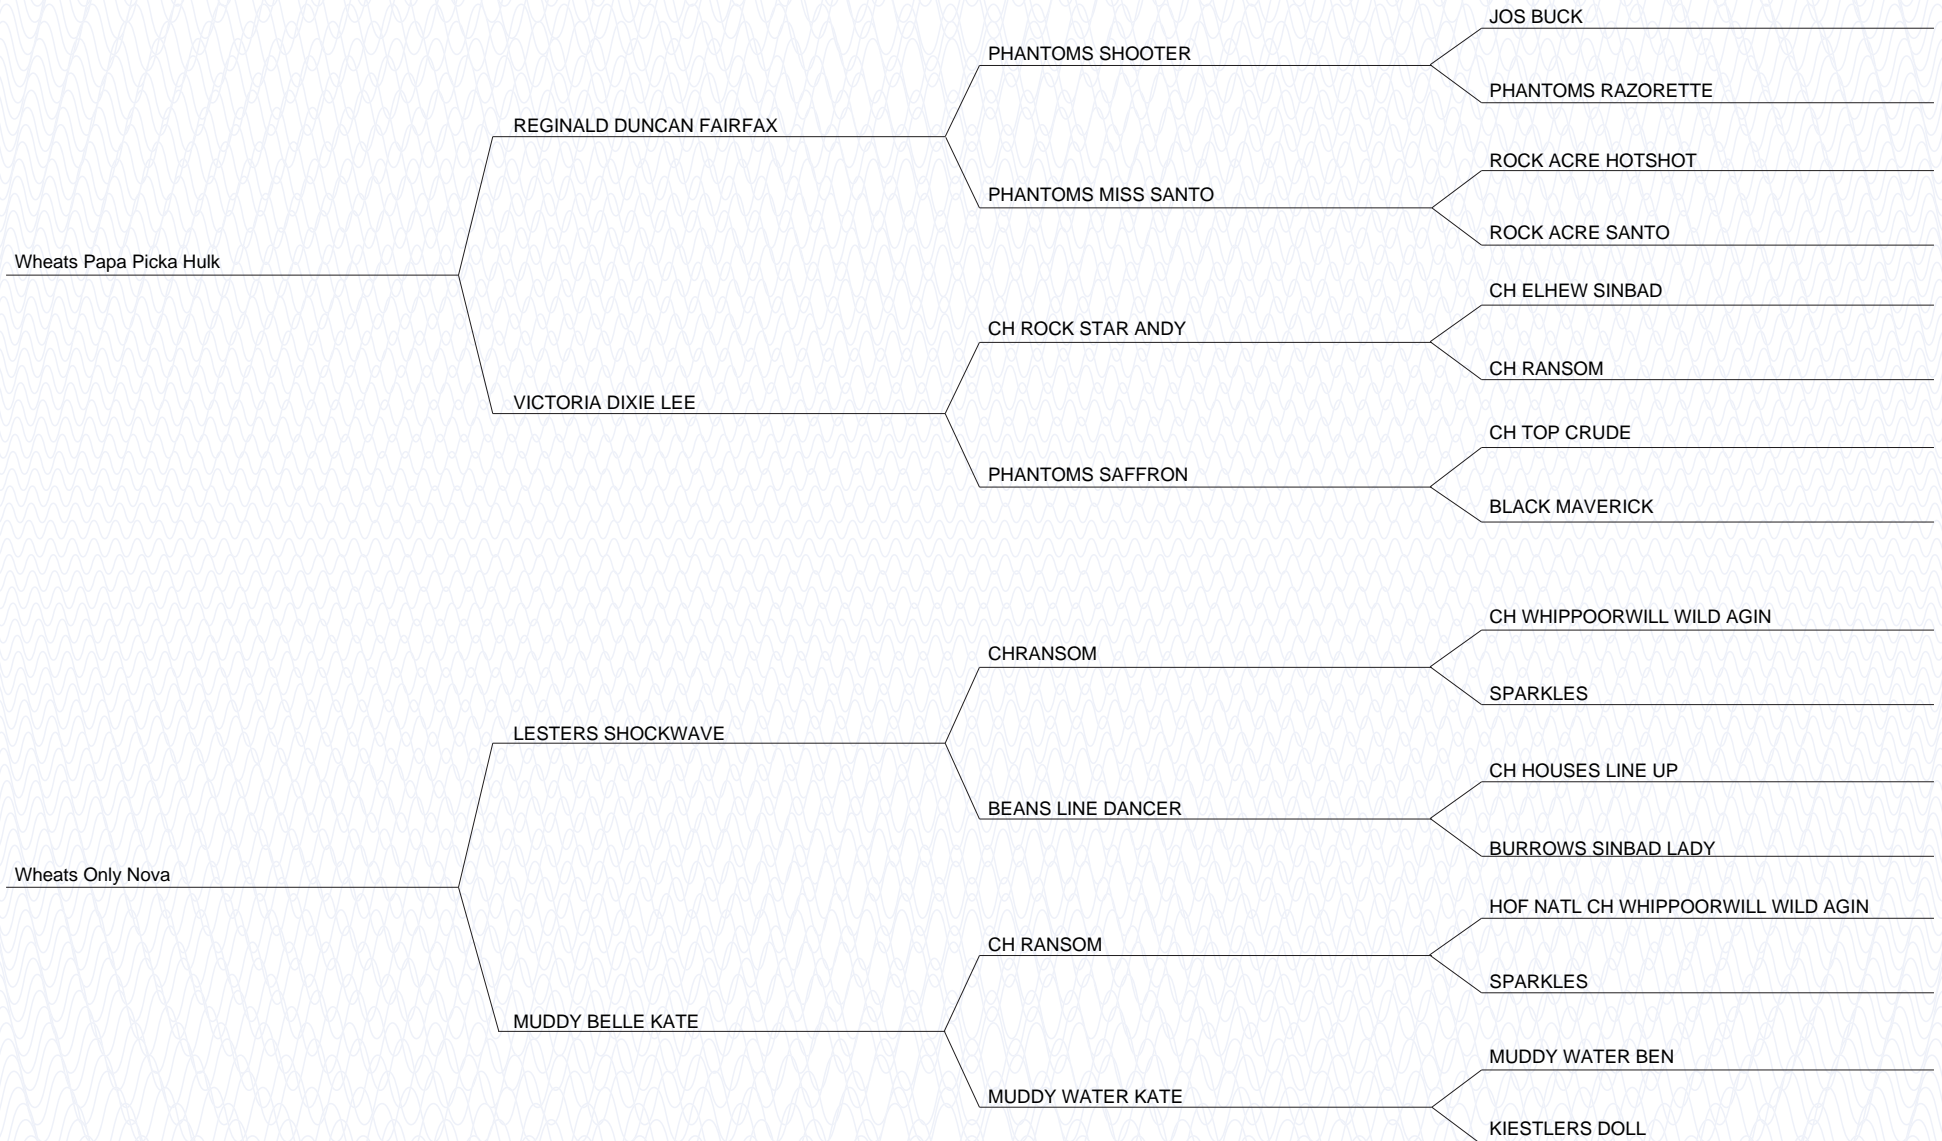 JOS BUCK
PHANTOMS SHOOTER
PHANTOMS RAZORETTE
REGINALD DUNCAN FAIRFAX
ROCK ACRE HOTSHOT
PHANTOMS MISS SANTO
ROCK ACRE SANTO
Wheats Papa Picka Hulk
CH ELHEW SINBAD
CH ROCK STAR ANDY
CH RANSOM
VICTORIA DIXIE LEE
CH TOP CRUDE
PHANTOMS SAFFRON
BLACK MAVERICK
CH WHIPPOORWILL WILD AGIN
CHRANSOM
SPARKLES
LESTERS SHOCKWAVE
CH HOUSES LINE UP
BEANS LINE DANCER
BURROWS SINBAD LADY
Wheats Only Nova
HOF NATL CH WHIPPOORWILL WILD AGIN
CH RANSOM
SPARKLES
MUDDY BELLE KATE
MUDDY WATER BEN
MUDDY WATER KATE
KIESTLERS DOLL